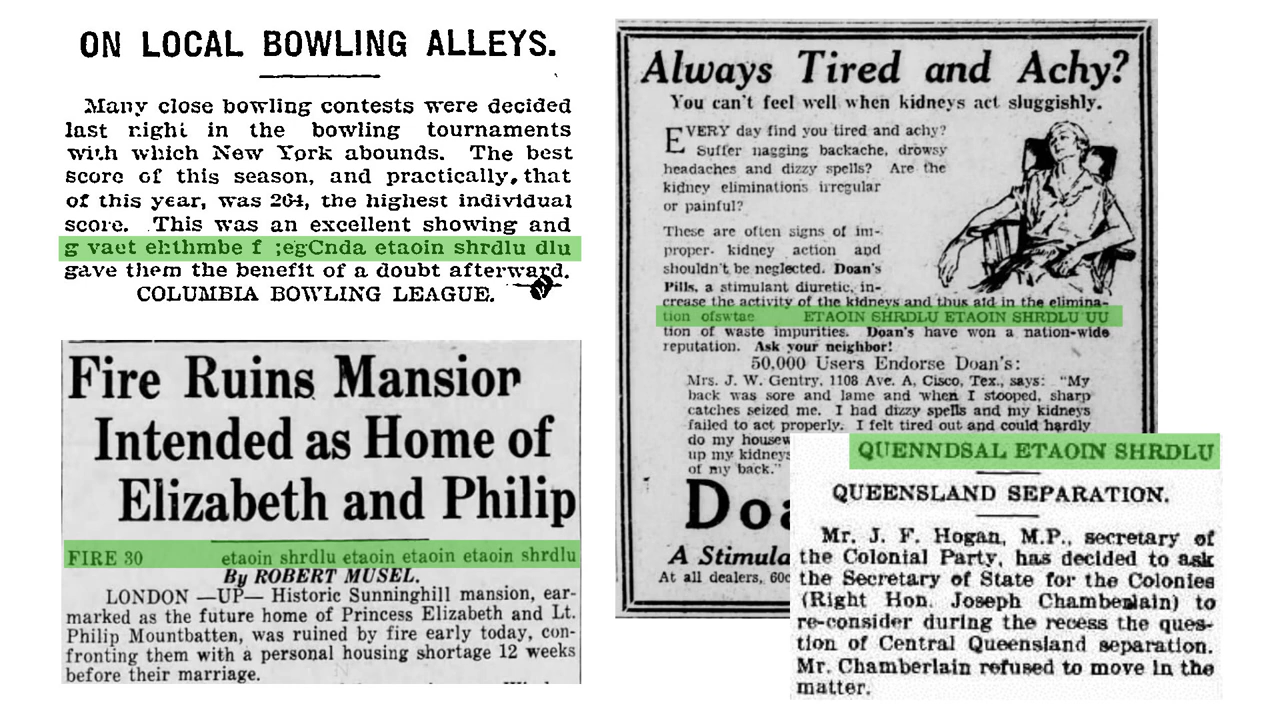 ON LOCAL BOWLING ALLEYS.
Many close bowling contests were decided
last right in the bowling tournaments
with which New York abounds. The best
score of this season, and practically, that
of this year, was 264, the highest individual
score. This was an excellent showing and
g vaet ehthmbe f ;egCnda etaoin shrdlu dlu
gave them the benefit of a doubt afterward.
COLUMBIA BOWLING LEAGUE.
Fire Ruins Mansion
Intended as Home of
Elizabeth and Philip
FIRE 30 etaoin shrdlu etaoin etaoin etaoin shrdlu
By ROBERT MUSEL.
LONDON —UP— Historic Sunninghill mansion, ear-
marked as the future home of Princess Elizabeth and Lt.
Philip Mountbatten, was ruined by fire early today, con-
fronting them with a personal housing shortage 12 weeks
before their marriage.
Always Tired and Achy?
You can't feel well when kidneys act sluggishly.
EVERY day find you tired and achy?
Suffer nagging backache, drowsy
headaches and dizzy spells? Are the
kidney eliminations irregular
or painful?
These are often signs of im-
proper kidney action and
shouldn't be neglected. Doan's
Pills, a stimulant diuretic, in-
crease the activity of the kidneys and thus aid in the elimina-
tion ofswtae ETAOIN SHRDLU ETAOIN SHRDLU UU
tion of waste impurities. Doan's have won a nation-wide
reputation. Ask your neighbor!
50,000 Users Endorse Doan's:
Mrs. J. W. Gentry, 1108 Ave. A, Cisco, Tex., says: "My
back was sore and lame and when I stooped, sharp
catches seized me. I had dizzy spells and my kidneys
failed to act properly. I felt tired out and could hardly
do my housew
up my kidneys
of my back."
Doa
A Stimula
At all dealers, 60c
QUENNDSAL ETAOIN SHRDLU
QUEENSLAND SEPARATION.
Mr. J. F. Hogan, M.P., secretary of
the Colonial Party, has decided to ask
the Secretary of State for the Colonies
(Right Hon. Joseph Chamberlain) to
re-consider during the recess the ques-
tion of Central Queensland separation.
Mr. Chamberlain refused to move in the
matter.